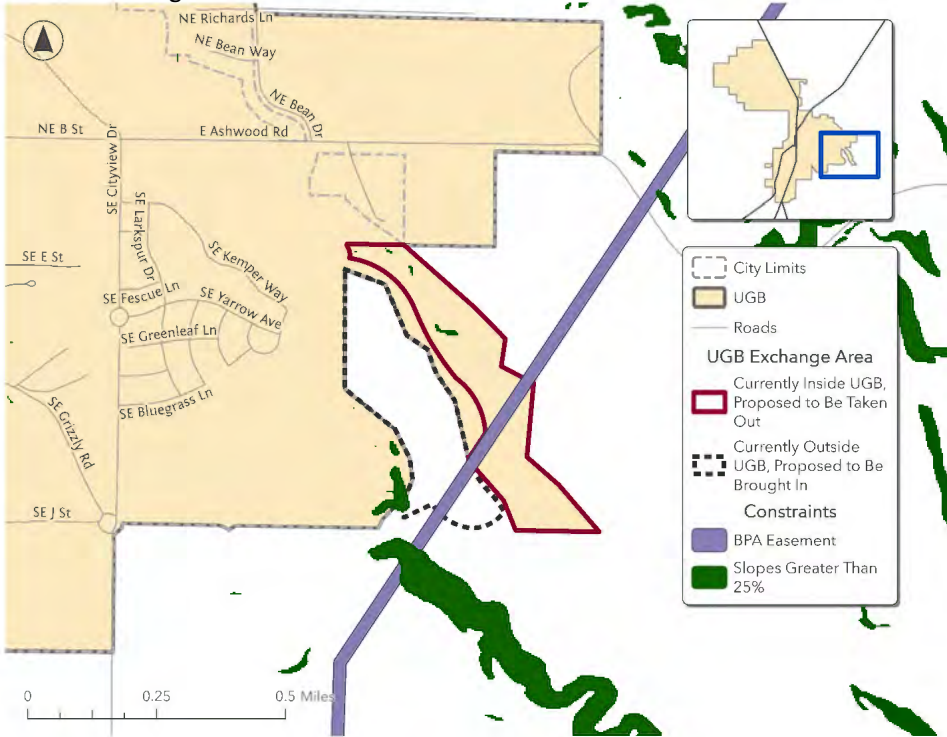 NE Richards Ln
NE Bean Way
NE Bean Dr
NE B St
E Ashwood Rd
SE Cityview Dr
SE Larkspur Dr
SE Kemper Way
SE E St
SE Fescue Ln
SE Yarrow Ave
SE Greenleaf Ln
SE Bluegrass Ln
SE Grizzly Rd
SE J St
City Limits
UGB
Roads
UGB Exchange Area
Currently Inside UGB,
Proposed to Be Taken
Out
Currently Outside
UGB, Proposed to Be
Brought In
Constraints
BPA Easement
Slopes Greater Than
25%
0
0.25
0.5 Miles